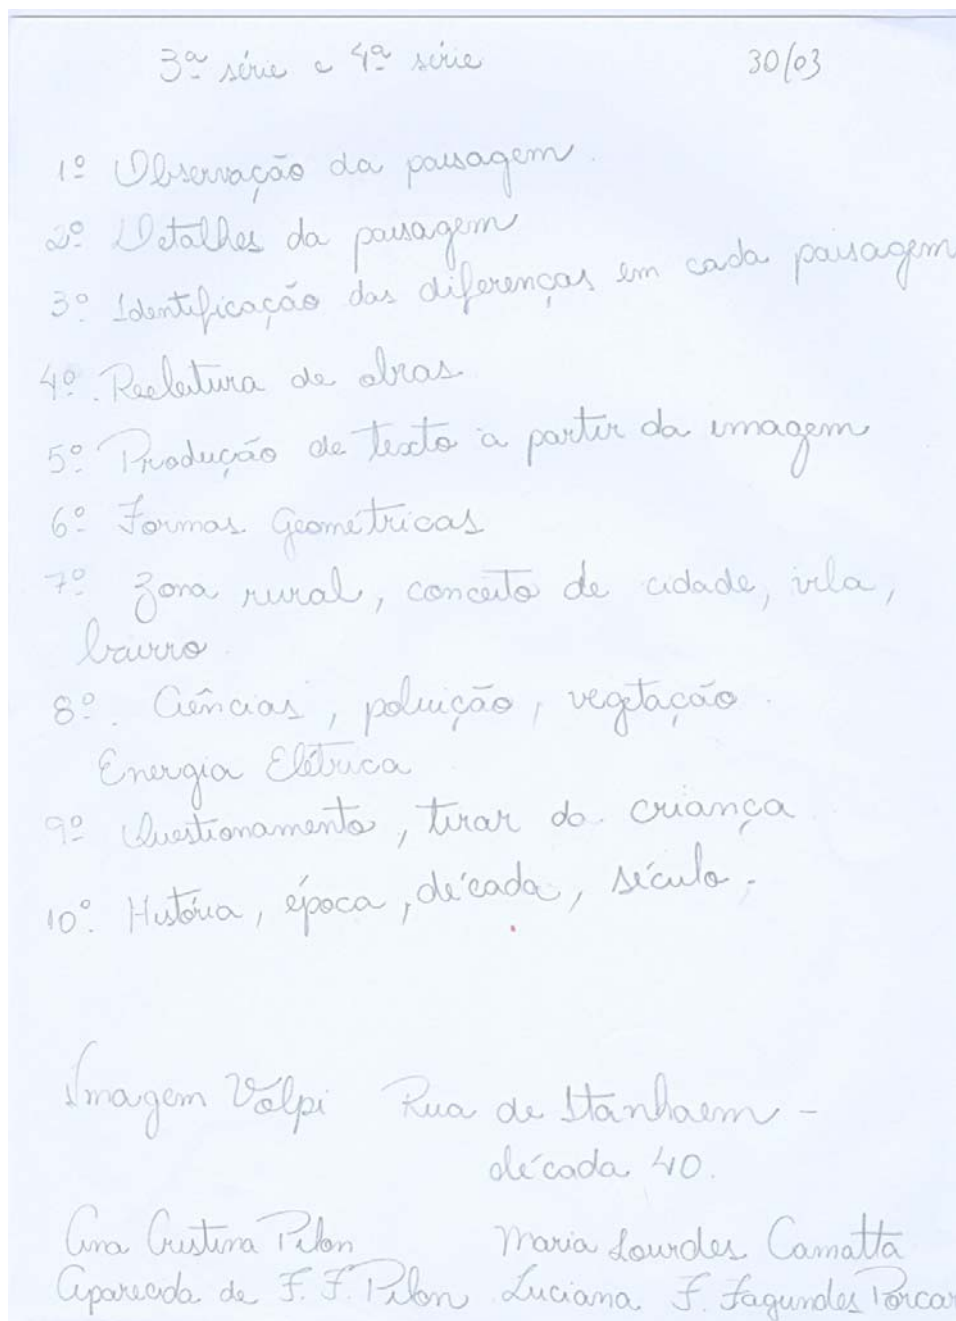 3ª série e 4ª série 30/03
1º Observação da paisagem.
2º Detalhes da paisagem
3º Identificação das diferenças em cada paisagem
4º. Reeleitura de obras
5º Produção de texto a partir da imagem
6º Formas Geométricas
7º Zona rural, conceito de cidade, vila,
bairro.
8º. Ciências, poluição, vegetação.
Energia Elétrica
9º Questionamento, tirar da criança
10º. História, época, década, século.
Imagem Volpi Rua de Itanhaem -
década 40.
Ana Cristina Pilon Maria Lourdes Camatta
Aparecida de F. F. Pilon Luciana F. Fagundes Porcar